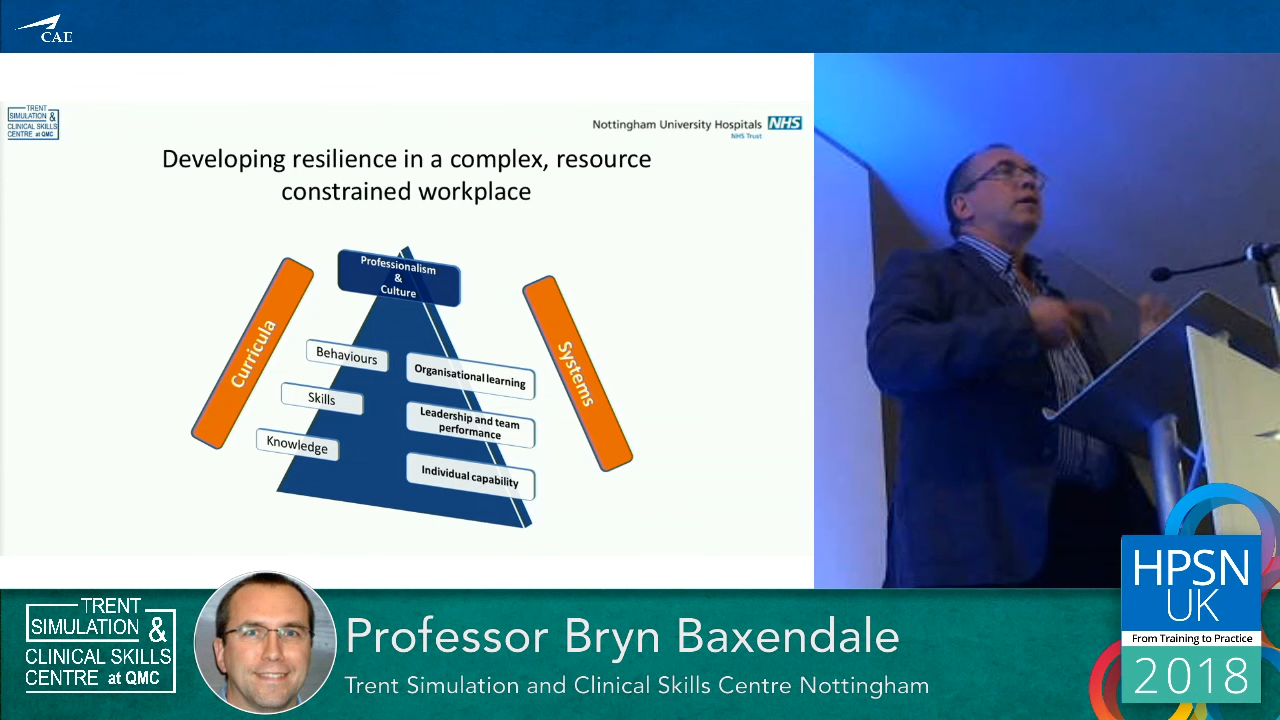 CAE
TRENT
SIMULATION &
CLINICAL SKILLS
CENTRE at QMC
Nottingham University Hospitals NHS
NHS Trust
Developing resilience in a complex, resource
constrained workplace
Professionalism
&
Culture
Curricula
Systems
Behaviours
Skills
Knowledge
Organisational learning
Leadership and team
performance
Individual capability
TRENT
SIMULATION &
CLINICAL SKILLS
CENTRE at QMC
Professor Bryn Baxendale
Trent Simulation and Clinical Skills Centre Nottingham
HPSN
UK
From Training to Practice
2018